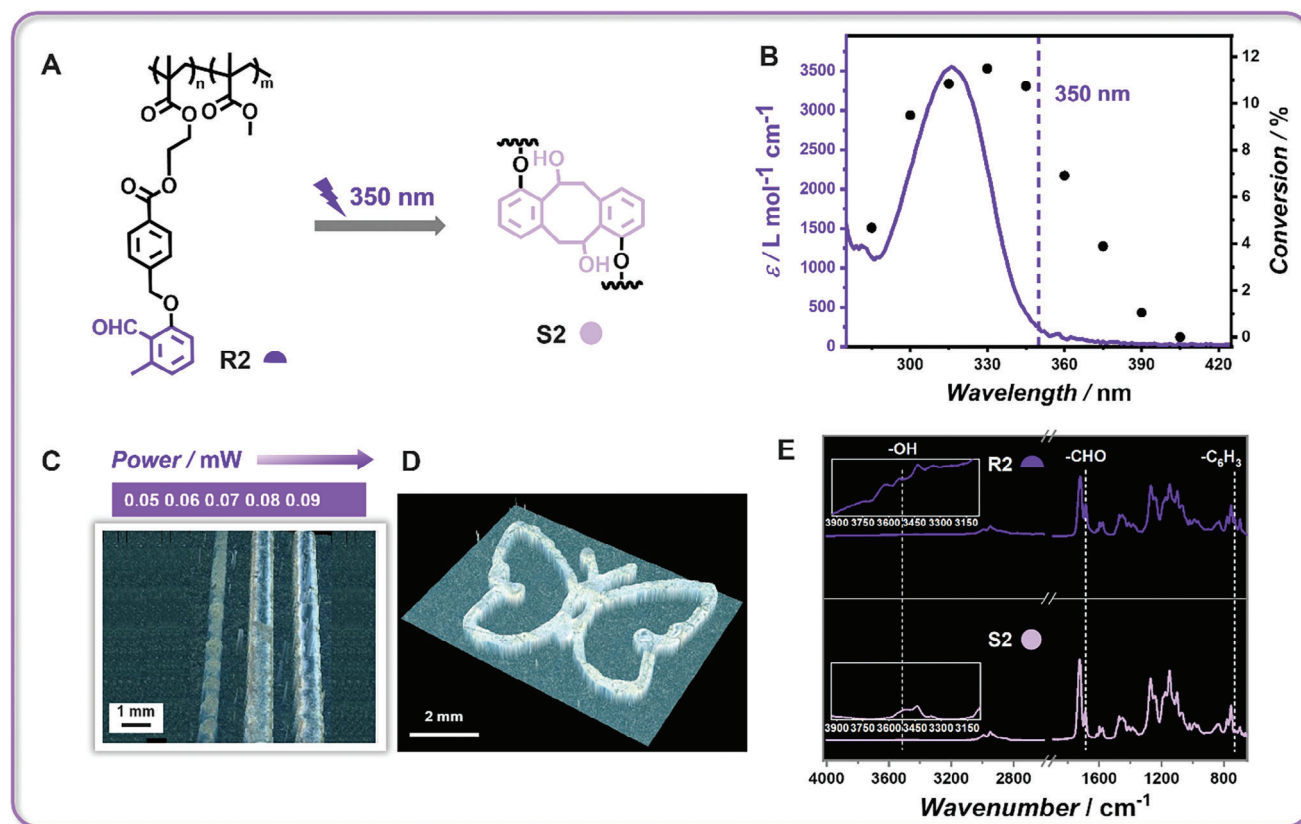 A
n
m
O
O
O
O
O
O
O
O
OHC
R2
350 nm
HO
O
OH
O
S2
B
350 nm
3500
3000
2500
2000
1500
1000
500
0
ε / L mol-1 cm-1
12
10
8
6
4
2
0
Conversion / %
300 330 360 390 420
Wavelength / nm
C
Power / mW
0.05 0.06 0.07 0.08 0.09
1 mm
D
2 mm
E
-OH
R2
-CHO
-C6H3
3900 3750 3600 3450 3300 3150
S2
3900 3750 3600 3450 3300 3150
4000 3600 3200 2800 1600 1200 800
Wavenumber / cm-1